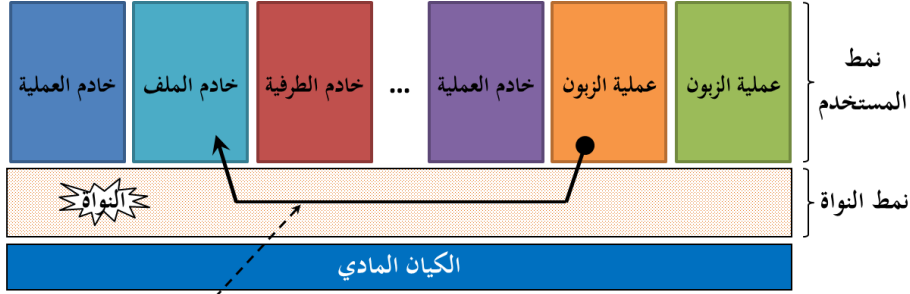 نمط
المستخدم
عملية الزبون
عملية الزبون
خادم العملية
...
خادم الطرفية
خادم الملف
خادم العملية
نمط النواة
النواة
الكيان المادي